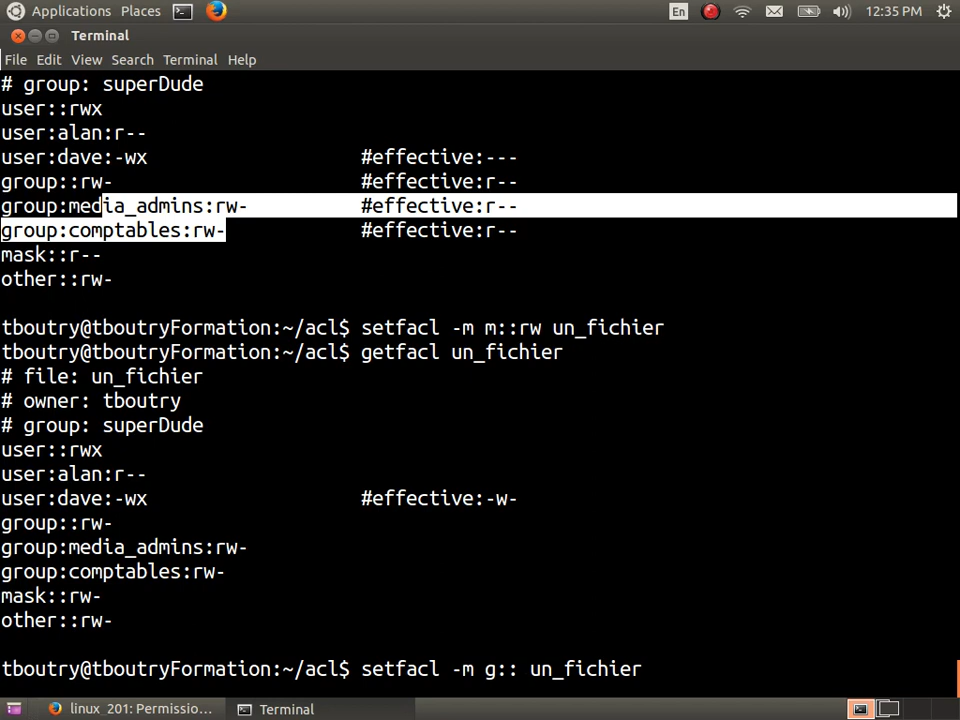 Applications Places En 12:35 PM
Terminal
File Edit View Search Terminal Help
# group: superDude
user::rwx
user:alan:r--
user:dave:-wx #effective:---
group::rw- #effective:r--
group:media_admins:rw- #effective:r--
group:comptables:rw- #effective:r--
mask::r--
other::rw-
tboutry@tboutryFormation:~/acl$ setfacl -m m::rw un_fichier
tboutry@tboutryFormation:~/acl$ getfacl un_fichier
# file: un_fichier
# owner: tboutry
# group: superDude
user::rwx
user:alan:r--
user:dave:-wx #effective:-w-
group::rw-
group:media_admins:rw-
group:comptables:rw-
mask::rw-
other::rw-
tboutry@tboutryFormation:~/acl$ setfacl -m g:: un_fichier
linux_201: Permissio... Terminal